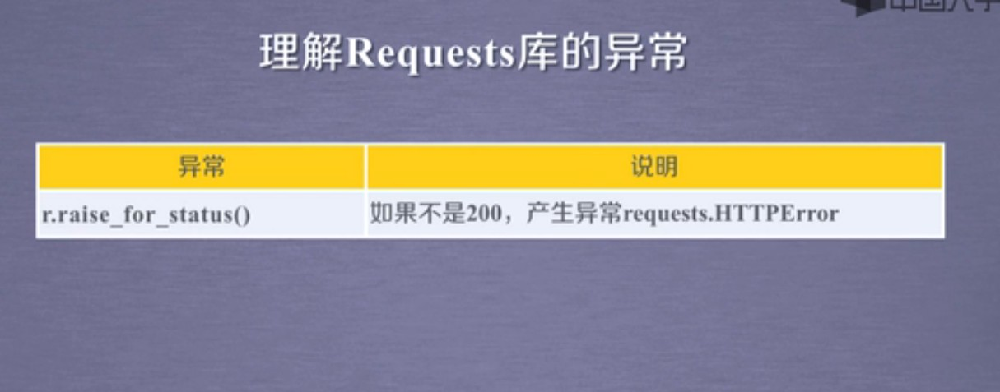 理解Requests库的异常
异常 说明
r.raise_for_status() 如果不是200，产生异常requests.HTTPError